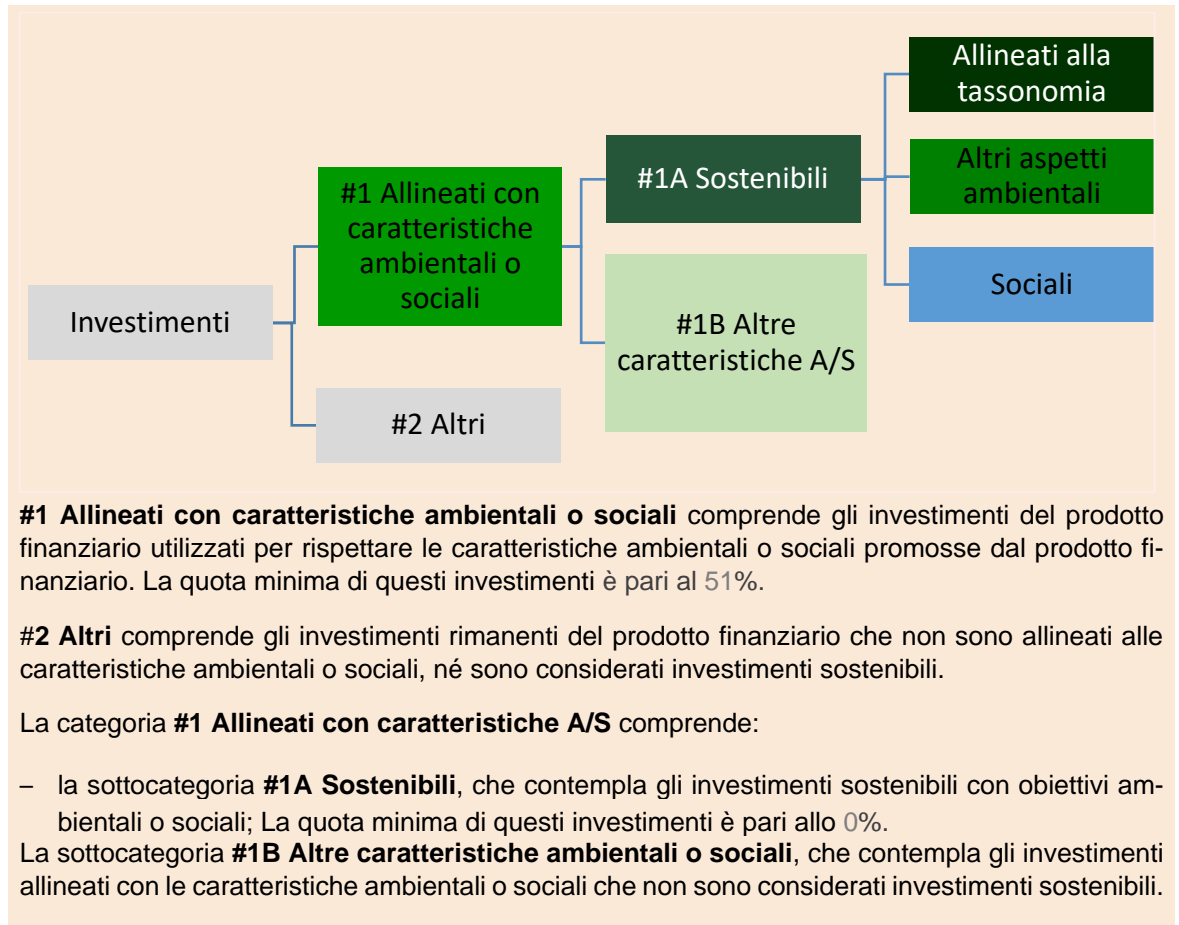 Allineati alla
tassonomia
#1A Sostenibili
Altri aspetti
ambientali
#1 Allineati con
caratteristiche
ambientali o
sociali
Sociali
Investimenti
#1B Altre
caratteristiche A/S
#2 Altri
#1 Allineati con caratteristiche ambientali o sociali comprende gli investimenti del prodotto
finanziario utilizzati per rispettare le caratteristiche ambientali o sociali promosse dal prodotto fi-
nanziario. La quota minima di questi investimenti è pari al 51%.
#2 Altri comprende gli investimenti rimanenti del prodotto finanziario che non sono allineati alle
caratteristiche ambientali o sociali, né sono considerati investimenti sostenibili.
La categoria #1 Allineati con caratteristiche A/S comprende:
– la sottocategoria #1A Sostenibili, che contempla gli investimenti sostenibili con obiettivi am-
bientali o sociali; La quota minima di questi investimenti è pari allo 0%.
La sottocategoria #1B Altre caratteristiche ambientali o sociali, che contempla gli investimenti
allineati con le caratteristiche ambientali o sociali che non sono considerati investimenti sostenibili.